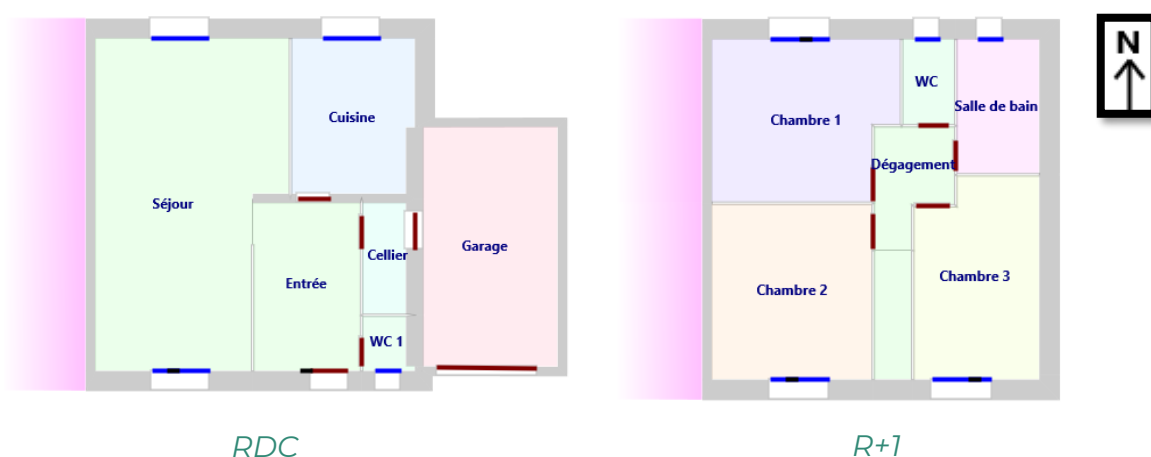 N
Cuisine
Séjour
Cellier
Garage
Entrée
WC 1
WC
Salle de bain
Chambre 1
Dégagement
Chambre 2
Chambre 3
RDC
R+1